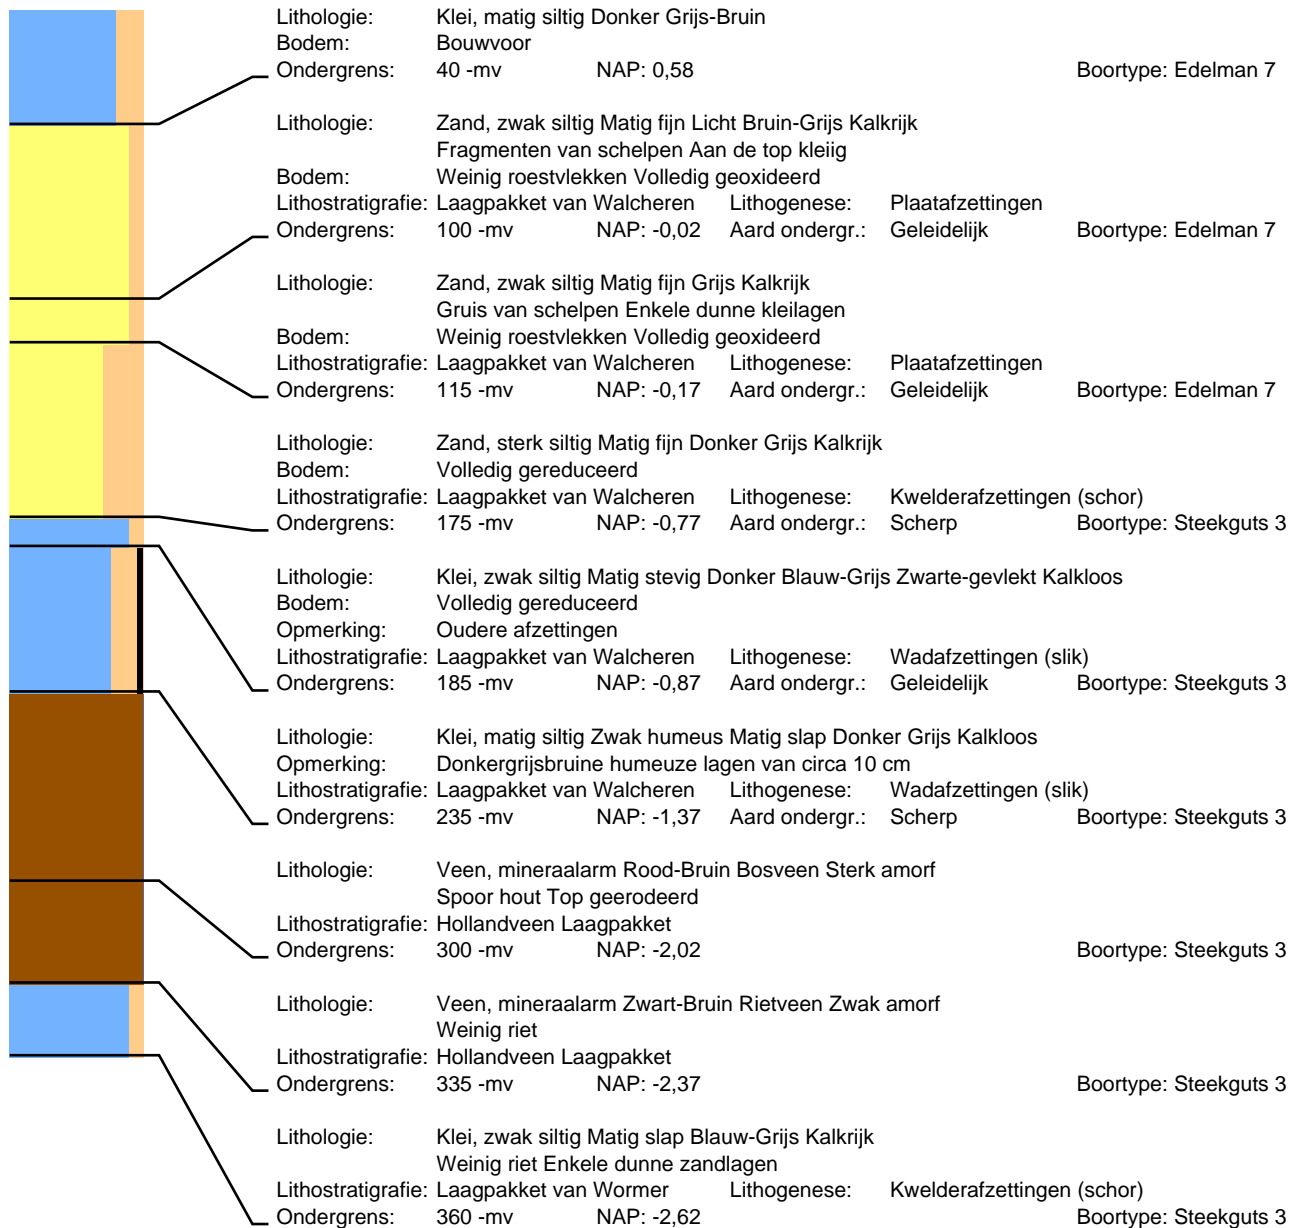 Lithologie: Klei, matig siltig Donker Grijs-Bruin
Bodem: Bouwvoor
Ondergrens: 40 -mv NAP: 0,58 Boortype: Edelman 7
Lithologie: Zand, zwak siltig Matig fijn Licht Bruin-Grijs Kalkrijk
Fragmenten van schelpen Aan de top kleiig
Bodem: Weinig roestvlekken Volledig geoxideerd
Lithostratigrafie: Laagpakket van Walcheren Lithogenese: Plaatafzettingen
Ondergrens: 100 -mv NAP: -0,02 Aard ondergr.: Geleidelijk Boortype: Edelman 7
Lithologie: Zand, zwak siltig Matig fijn Grijs Kalkrijk
Gruis van schelpen Enkele dunne kleilagen
Bodem: Weinig roestvlekken Volledig geoxideerd
Lithostratigrafie: Laagpakket van Walcheren Lithogenese: Plaatafzettingen
Ondergrens: 115 -mv NAP: -0,17 Aard ondergr.: Geleidelijk Boortype: Edelman 7
Lithologie: Zand, sterk siltig Matig fijn Donker Grijs Kalkrijk
Bodem: Volledig gereduceerd
Lithostratigrafie: Laagpakket van Walcheren Lithogenese: Kwelderafzettingen (schor)
Ondergrens: 175 -mv NAP: -0,77 Aard ondergr.: Scherp Boortype: Steekguts 3
Lithologie: Klei, zwak siltig Matig stevig Donker Blauw-Grijs Zwarte-gevlekt Kalkloos
Bodem: Volledig gereduceerd
Opmerking: Oudere afzettingen
Lithostratigrafie: Laagpakket van Walcheren Lithogenese: Wadafzettingen (slik)
Ondergrens: 185 -mv NAP: -0,87 Aard ondergr.: Geleidelijk Boortype: Steekguts 3
Lithologie: Klei, matig siltig Zwak humeus Matig slap Donker Grijs Kalkloos
Opmerking: Donkergrijsbruine humeuze lagen van circa 10 cm
Lithostratigrafie: Laagpakket van Walcheren Lithogenese: Wadafzettingen (slik)
Ondergrens: 235 -mv NAP: -1,37 Aard ondergr.: Scherp Boortype: Steekguts 3
Lithologie: Veen, mineraalarm Rood-Bruin Bosveen Sterk amorf
Spoor hout Top geerodeerd
Lithostratigrafie: Hollandveen Laagpakket
Ondergrens: 300 -mv NAP: -2,02 Boortype: Steekguts 3
Lithologie: Veen, mineraalarm Zwart-Bruin Rietveen Zwak amorf
Weinig riet
Lithostratigrafie: Hollandveen Laagpakket
Ondergrens: 335 -mv NAP: -2,37 Boortype: Steekguts 3
Lithologie: Klei, zwak siltig Matig slap Blauw-Grijs Kalkrijk
Weinig riet Enkele dunne zandlagen
Lithostratigrafie: Laagpakket van Wormer Lithogenese: Kwelderafzettingen (schor)
Ondergrens: 360 -mv NAP: -2,62 Boortype: Steekguts 3